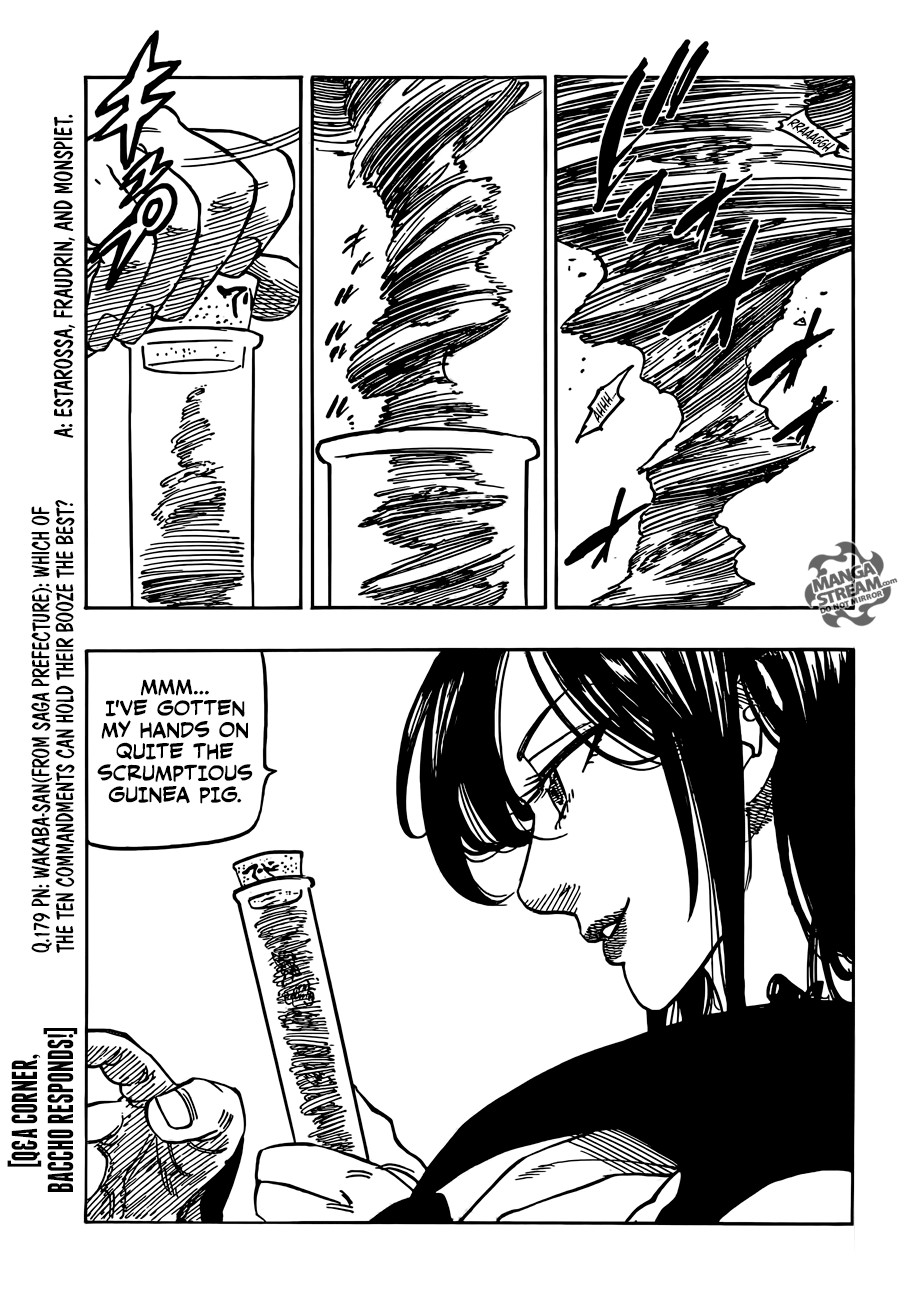 RRAAAGGH
AHHH
MANGA
STREAM.com
DO NOT MIRROR
MMM...
I'VE GOTTEN
MY HANDS ON
QUITE THE
SCRUMPTIOUS
GUINEA PIG.
[Q&A CORNER,
BACCHO RESPONDS!]
Q.179 PN: WAKABA-SAN(FROM SAGA PREFECTURE): WHICH OF
THE TEN COMMANDMENTS CAN HOLD THEIR BOOZE THE BEST?
A: ESTAROSSA, FRAUDRIN, AND MONSPIET.